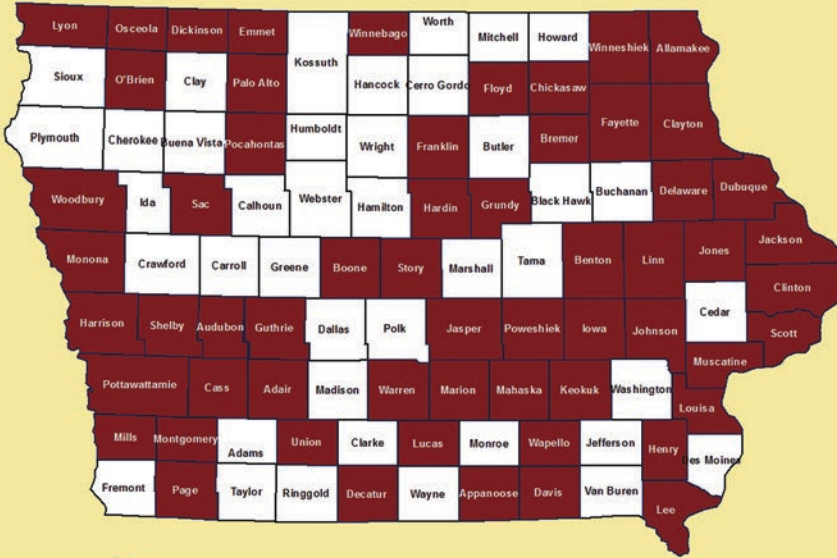 Lyon
Osceola
Dickinson
Emmet
Kossuth
Winnebago
Worth
Mitchell
Howard
Winneshiek
Allamakee
Sioux
O'Brien
Clay
Palo Alto
Hancock
Cerro Gordo
Floyd
Chickasaw
Plymouth
Cherokee
Buena Vista
Pocahontas
Humboldt
Wright
Franklin
Butler
Bremer
Fayette
Clayton
Woodbury
Ida
Sac
Calhoun
Webster
Hamilton
Hardin
Grundy
Black Hawk
Buchanan
Delaware
Dubuque
Monona
Crawford
Carroll
Greene
Boone
Story
Marshall
Tama
Benton
Linn
Jones
Jackson
Clinton
Harrison
Shelby
Audubon
Guthrie
Dallas
Polk
Jasper
Poweshiek
Iowa
Johnson
Cedar
Scott
Muscatine
Pottawattamie
Cass
Adair
Madison
Warren
Marion
Mahaska
Keokuk
Washington
Louisa
Mills
Montgomery
Adams
Union
Clarke
Lucas
Monroe
Wapello
Jefferson
Henry
Des Moines
Fremont
Page
Taylor
Ringgold
Decatur
Wayne
Appanoose
Davis
Van Buren
Lee